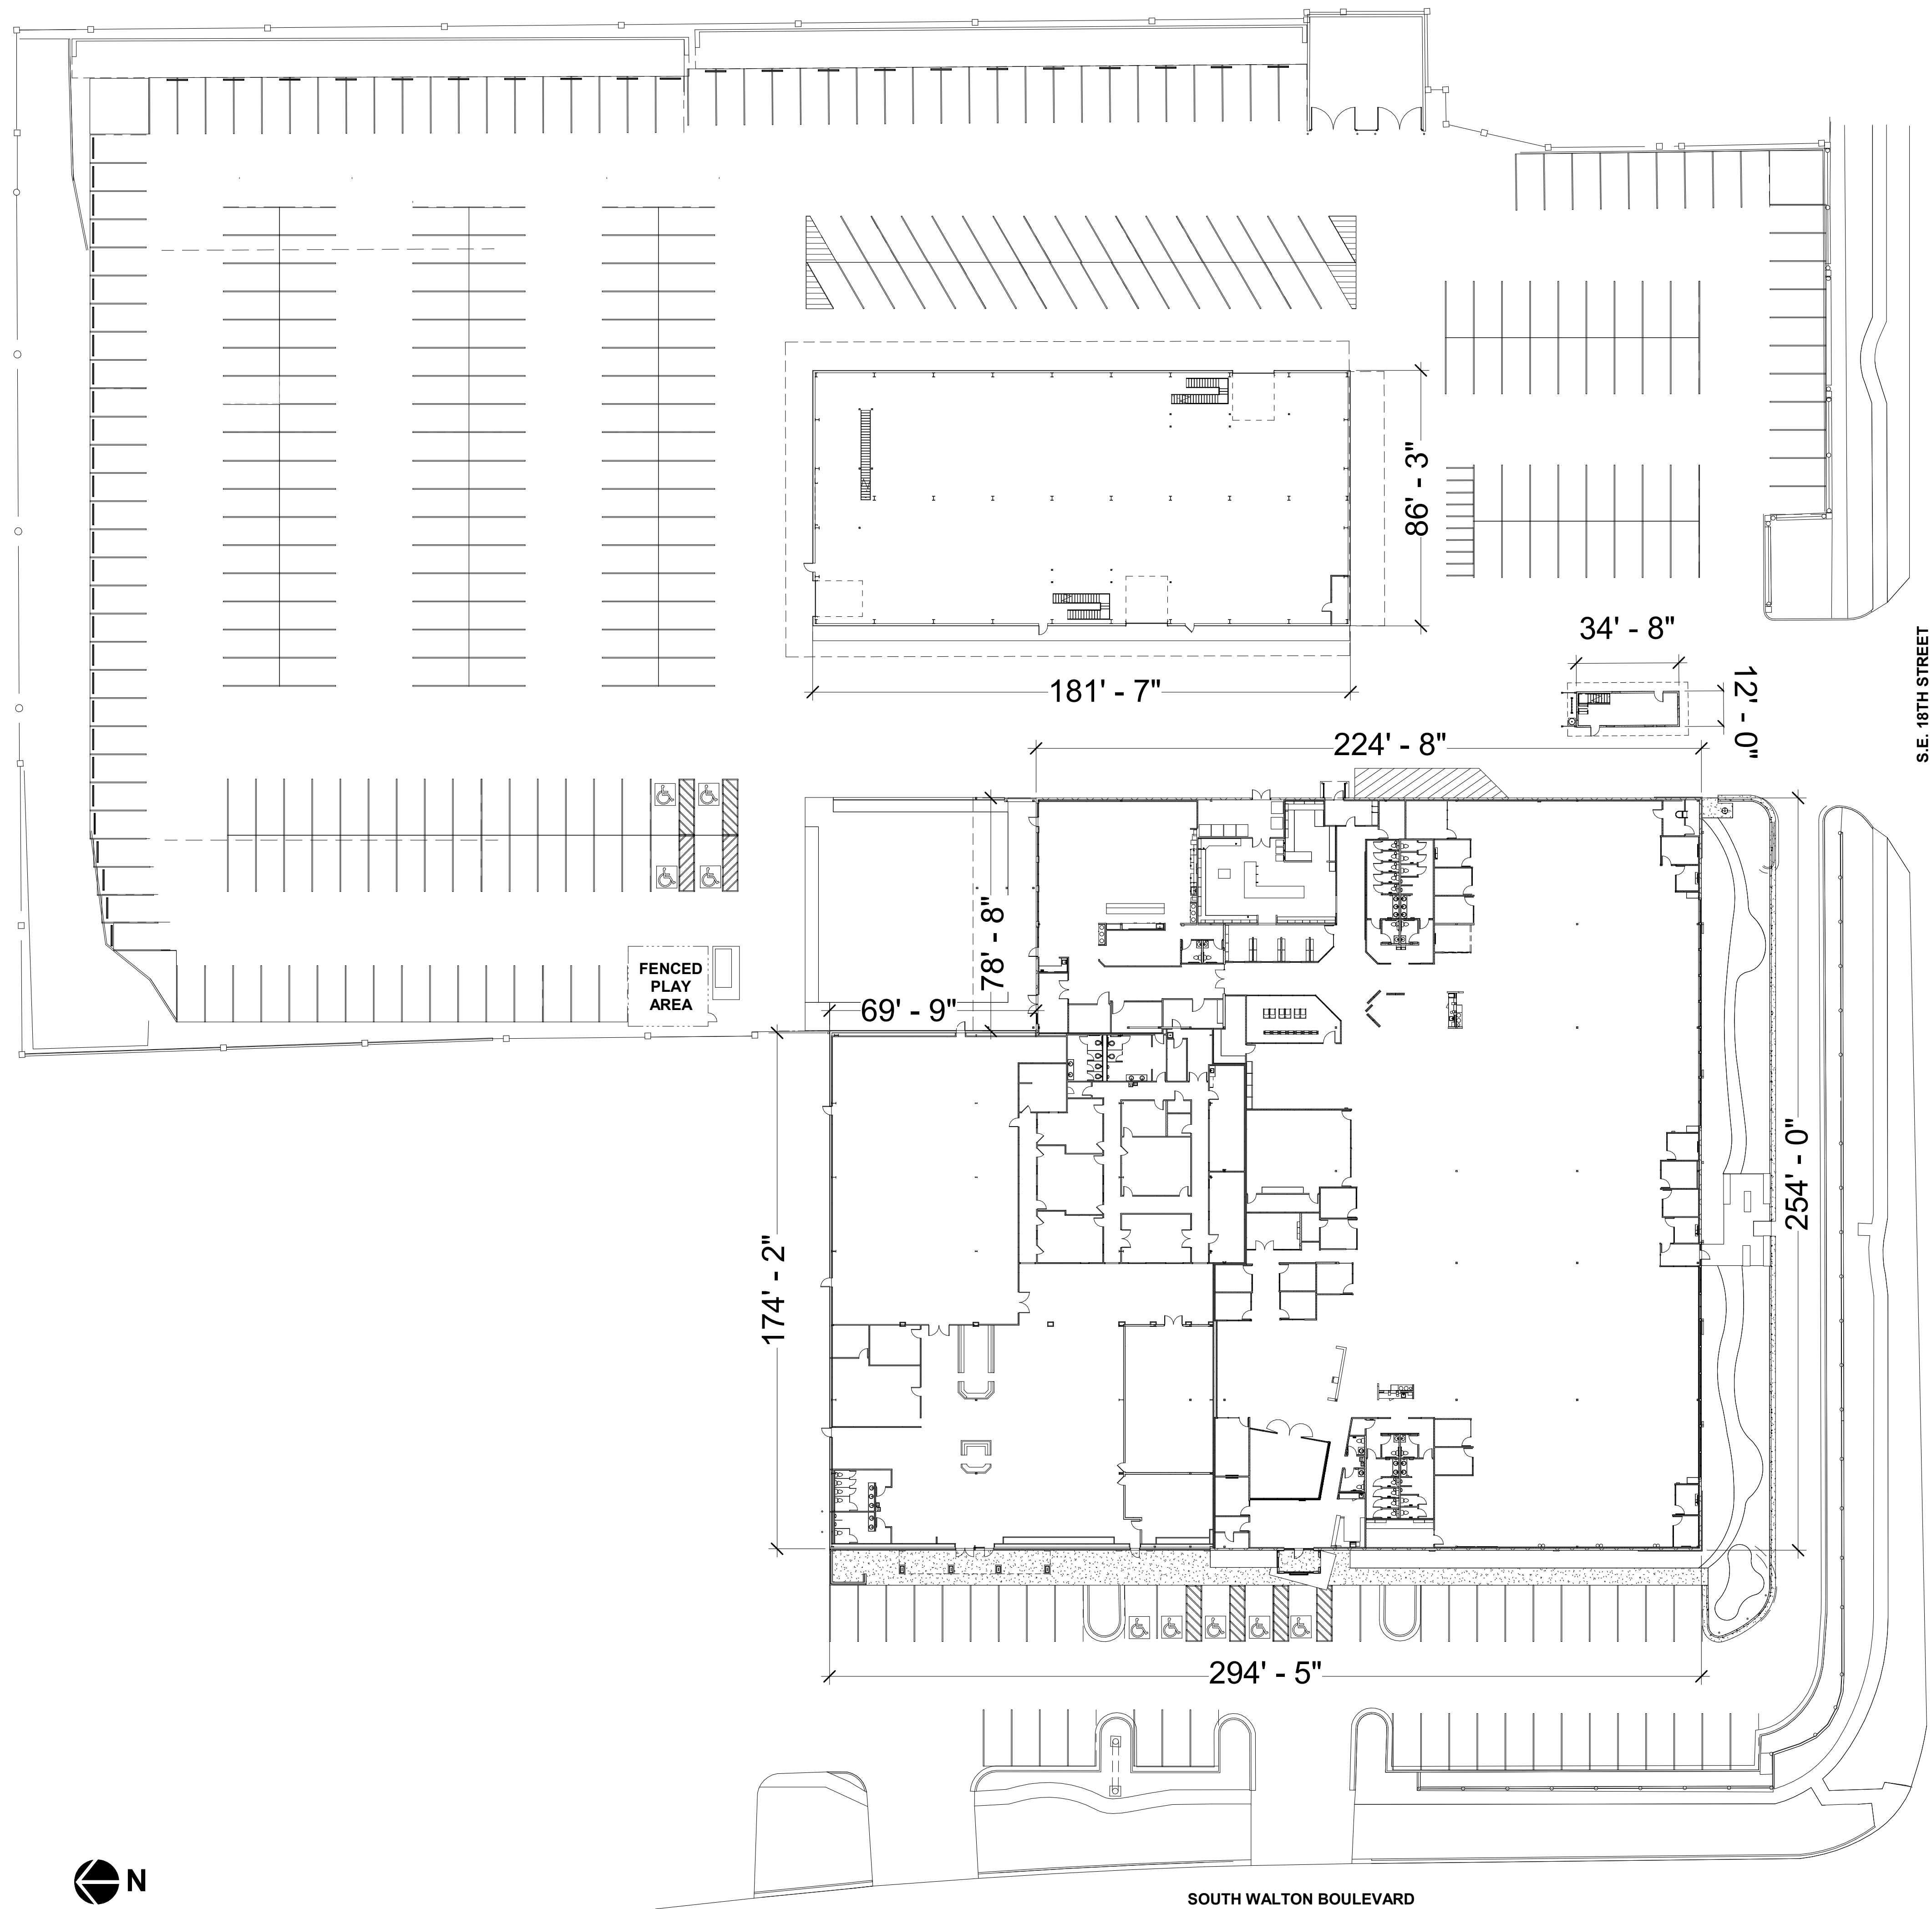 86' - 3"
34' - 8"
S.E. 18TH STREET
12' - 0"
181' - 7"
224' - 8"
78' - 8"
FENCED
PLAY
AREA
69' - 9"
254' - 0"
174' - 2"
294' - 5"
N
SOUTH WALTON BOULEVARD